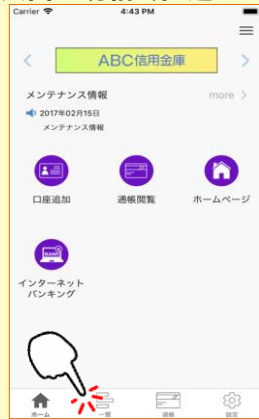 Carrier 4:43 PM
ABC信用金庫
メンテナンス情報 more >
2017年02月15日
メンテナンス情報
口座追加 通帳閲覧 ホームページ
BANK
インターネット
バンキング
ホーム 一覧 通帳 設定